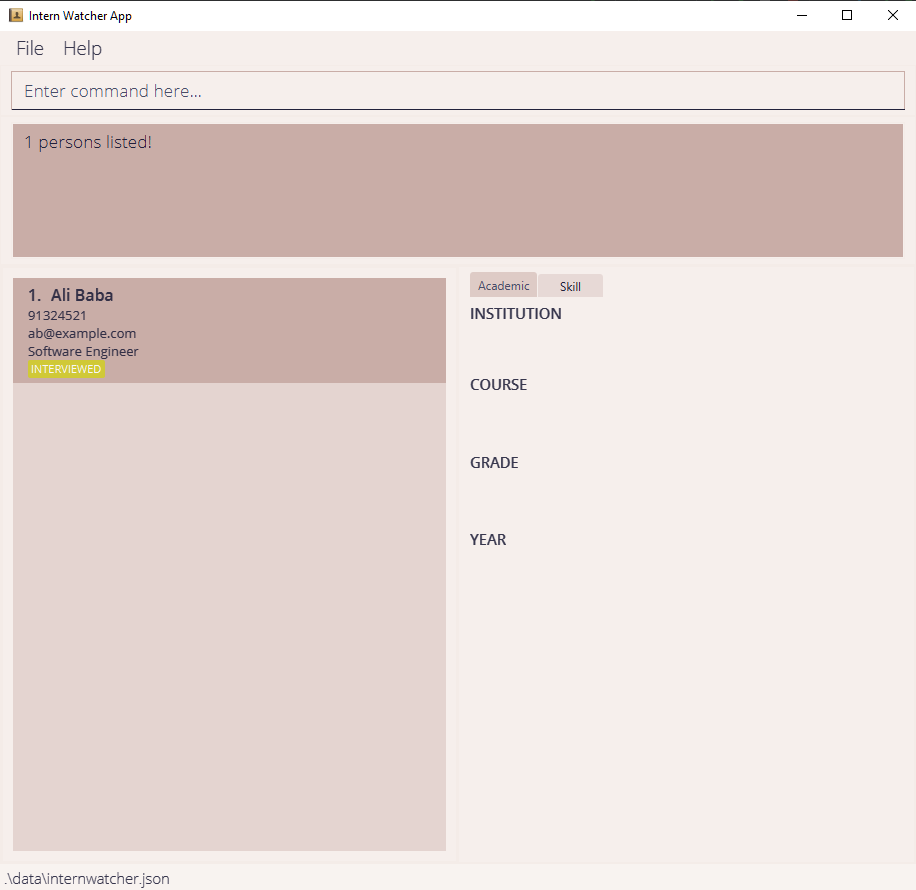 Intern Watcher App
File Help
Enter command here...
1 persons listed!
1. Ali Baba
91324521
ab@example.com
Software Engineer
INTERVIEWED
Academic Skill
INSTITUTION
COURSE
GRADE
YEAR
.\data\internwatcher.json